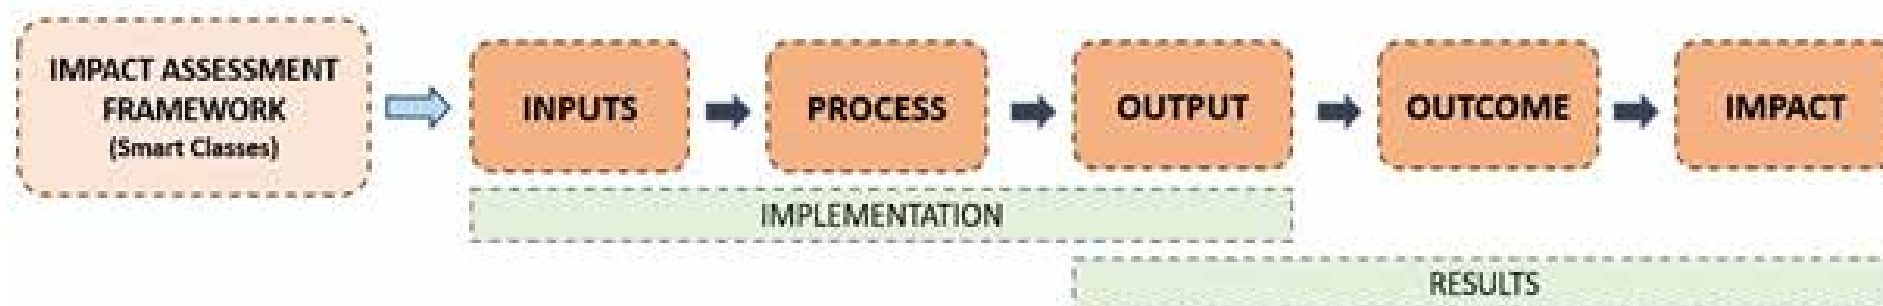 IMPACT ASSESSMENT
FRAMEWORK
(Smart Classes)
INPUTS
PROCESS
OUTPUT
OUTCOME
IMPACT
IMPLEMENTATION
RESULTS